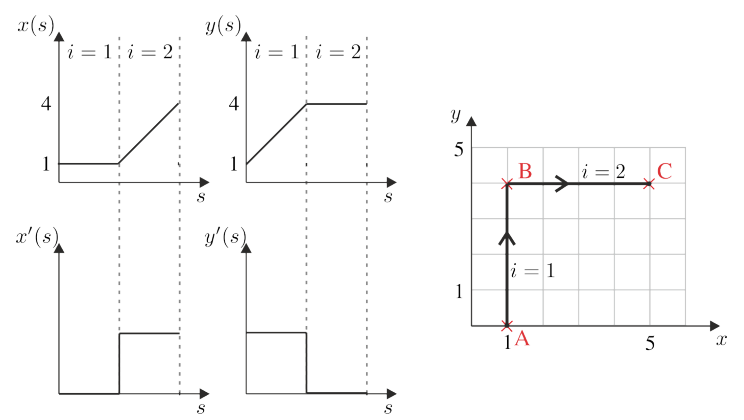 x(s)
i = 1
i = 2
4
1
s
y(s)
i = 1
i = 2
4
1
s
x′(s)
s
y′(s)
s
y
5
B
i = 2
C
i = 1
1
1
A
5
x